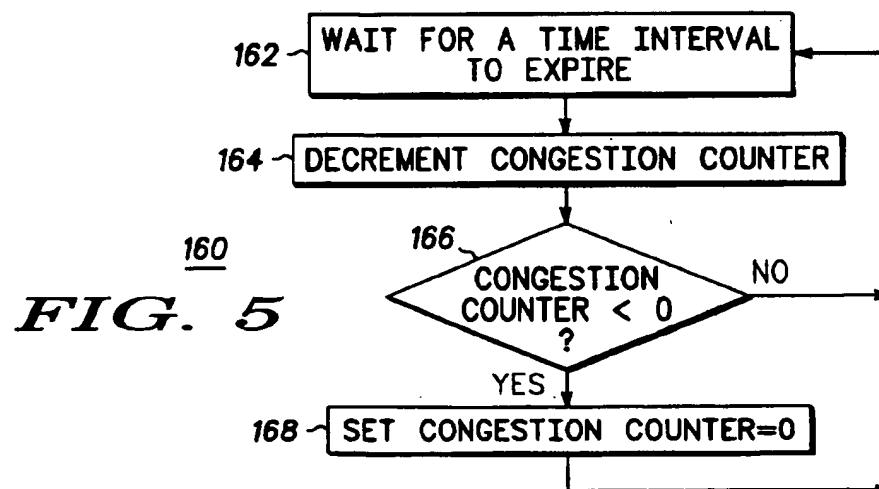 162
WAIT FOR A TIME INTERVAL
TO EXPIRE
164
DECREMENT CONGESTION COUNTER
166
CONGESTION
COUNTER < 0
?
NO
YES
160
FIG. 5
168
SET CONGESTION COUNTER=0